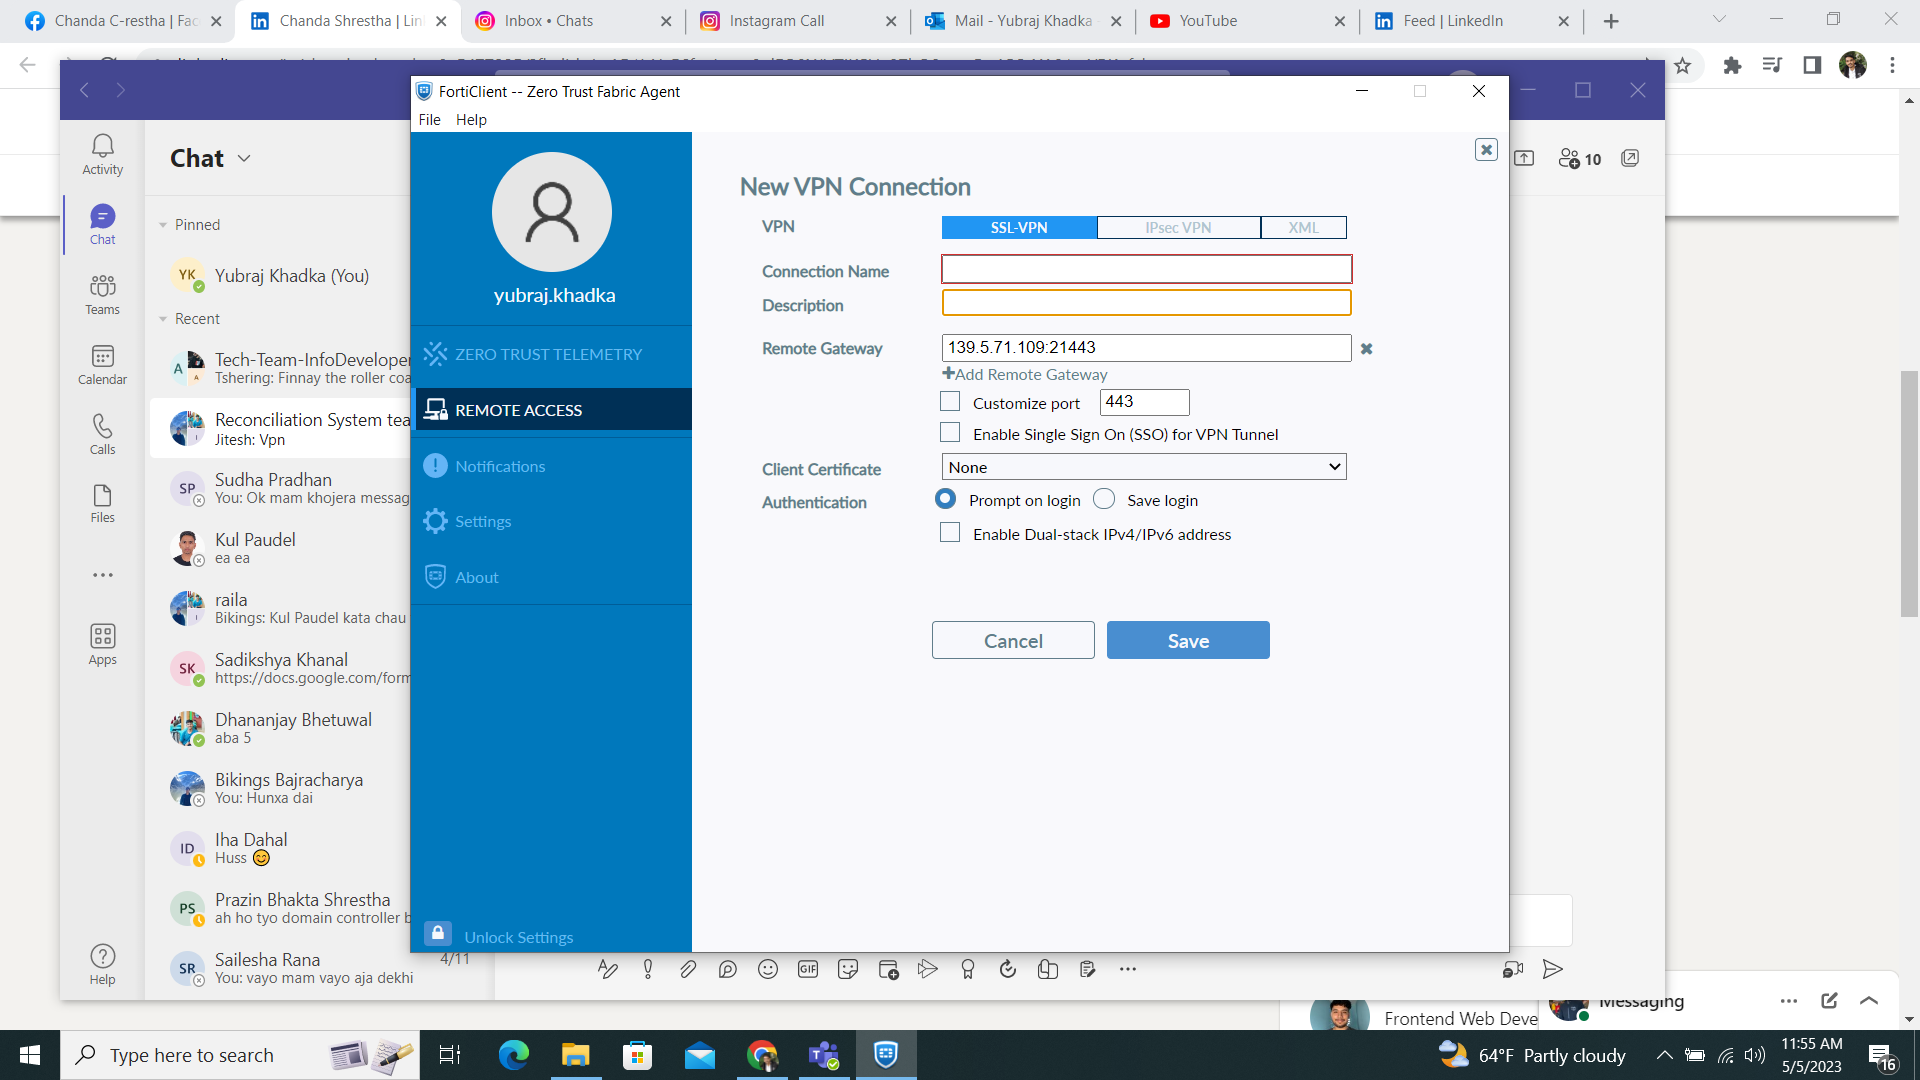 Chanda C-restha | Fac
Chanda Shrestha | Lin
Inbox • Chats
Instagram Call
Mail - Yubraj Khadka -
YouTube
Feed | LinkedIn
FortiClient -- Zero Trust Fabric Agent
File Help
Activity
Chat
Teams
Calendar
Calls
Files
Apps
Help
Chat
Pinned
YK
Yubraj Khadka (You)
Recent
A
A
Tech-Team-InfoDeveloper
Tshering: Finnay the roller coa
Reconciliation System tea
Jitesh: Vpn
SP
Sudha Pradhan
You: Ok mam khojera messag
Kul Paudel
ea ea
raila
Bikings: Kul Paudel kata chau
SK
Sadikshya Khanal
https://docs.google.com/form
Dhananjay Bhetuwal
aba 5
Bikings Bajracharya
You: Hunxa dai
ID
Iha Dahal
Huss 😊
PS
Prazin Bhakta Shrestha
ah ho tyo domain controller b
SR
Sailesha Rana
4/11
You: vayo mam vayo aja dekhi
yubraj.khadka
ZERO TRUST TELEMETRY
REMOTE ACCESS
Notifications
Settings
About
Unlock Settings
New VPN Connection
VPN
SSL-VPN
IPsec VPN
XML
Connection Name
Description
Remote Gateway
139.5.71.109:21443
Add Remote Gateway
Customize port
443
Enable Single Sign On (SSO) for VPN Tunnel
Client Certificate
None
Authentication
Prompt on login
Save login
Enable Dual-stack IPv4/IPv6 address
Cancel
Save
10
GIF
Messaging
Frontend Web Deve
Type here to search
64°F Partly cloudy
11:55 AM
5/5/2023
16